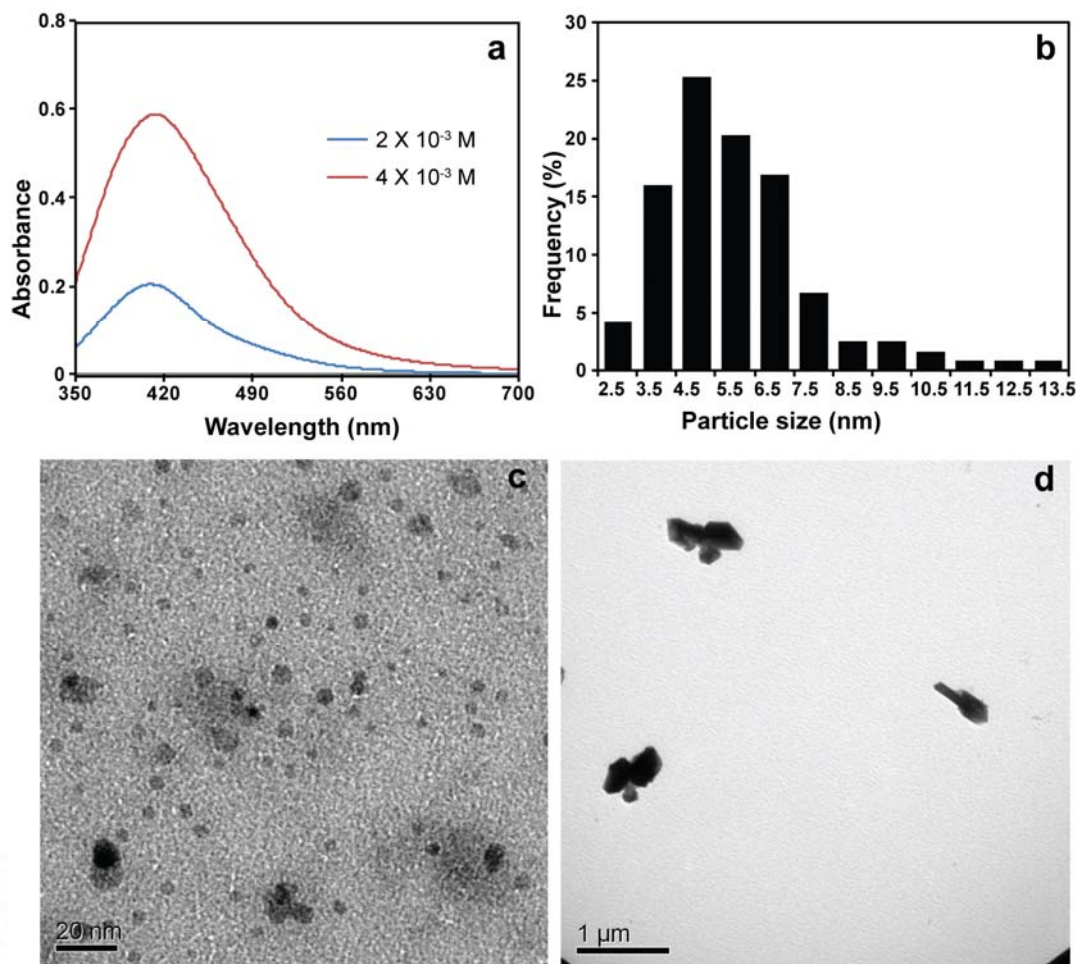 a
0.8
0.6
0.4
0.2
0
350 420 490 560 630 700
Absorbance
Wavelength (nm)
2 X 10⁻³ M
4 X 10⁻³ M
b
30
25
20
15
10
5
0
2.5 3.5 4.5 5.5 6.5 7.5 8.5 9.5 10.5 11.5 12.5 13.5
Frequency (%)
Particle size (nm)
c
20 nm
d
1 µm